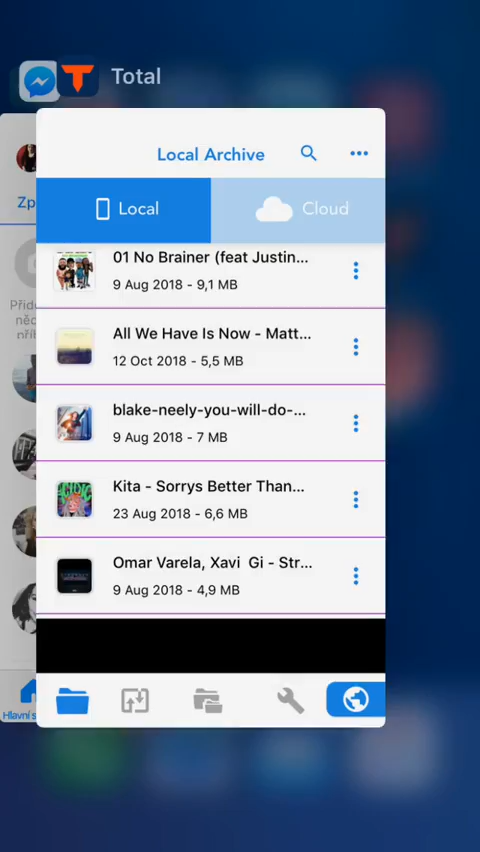 Total
Local Archive
Local
Cloud
Zp
01 No Brainer (feat Justin...
9 Aug 2018 - 9,1 MB
Přid
něc
nří
All We Have Is Now - Matt...
12 Oct 2018 - 5,5 MB
blake-neely-you-will-do-...
9 Aug 2018 - 7 MB
Kita - Sorrys Better Than...
23 Aug 2018 - 6,6 MB
Omar Varela, Xavi Gi - Str...
9 Aug 2018 - 4,9 MB
Hlavní s